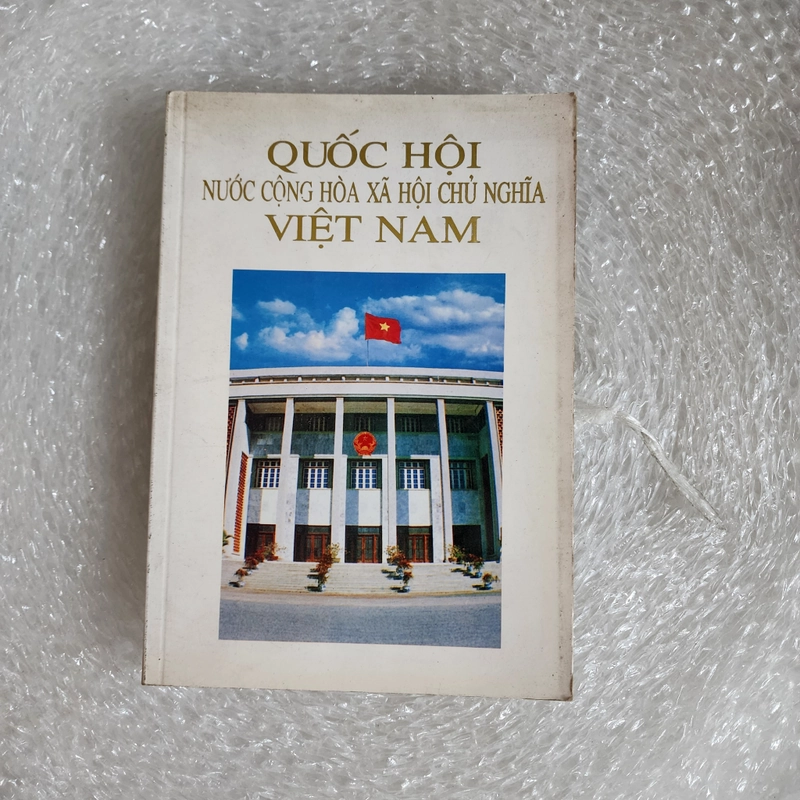 QUỐC HỘI
NƯỚC CỘNG HÒA XÃ HỘI CHỦ NGHĨA
VIỆT NAM